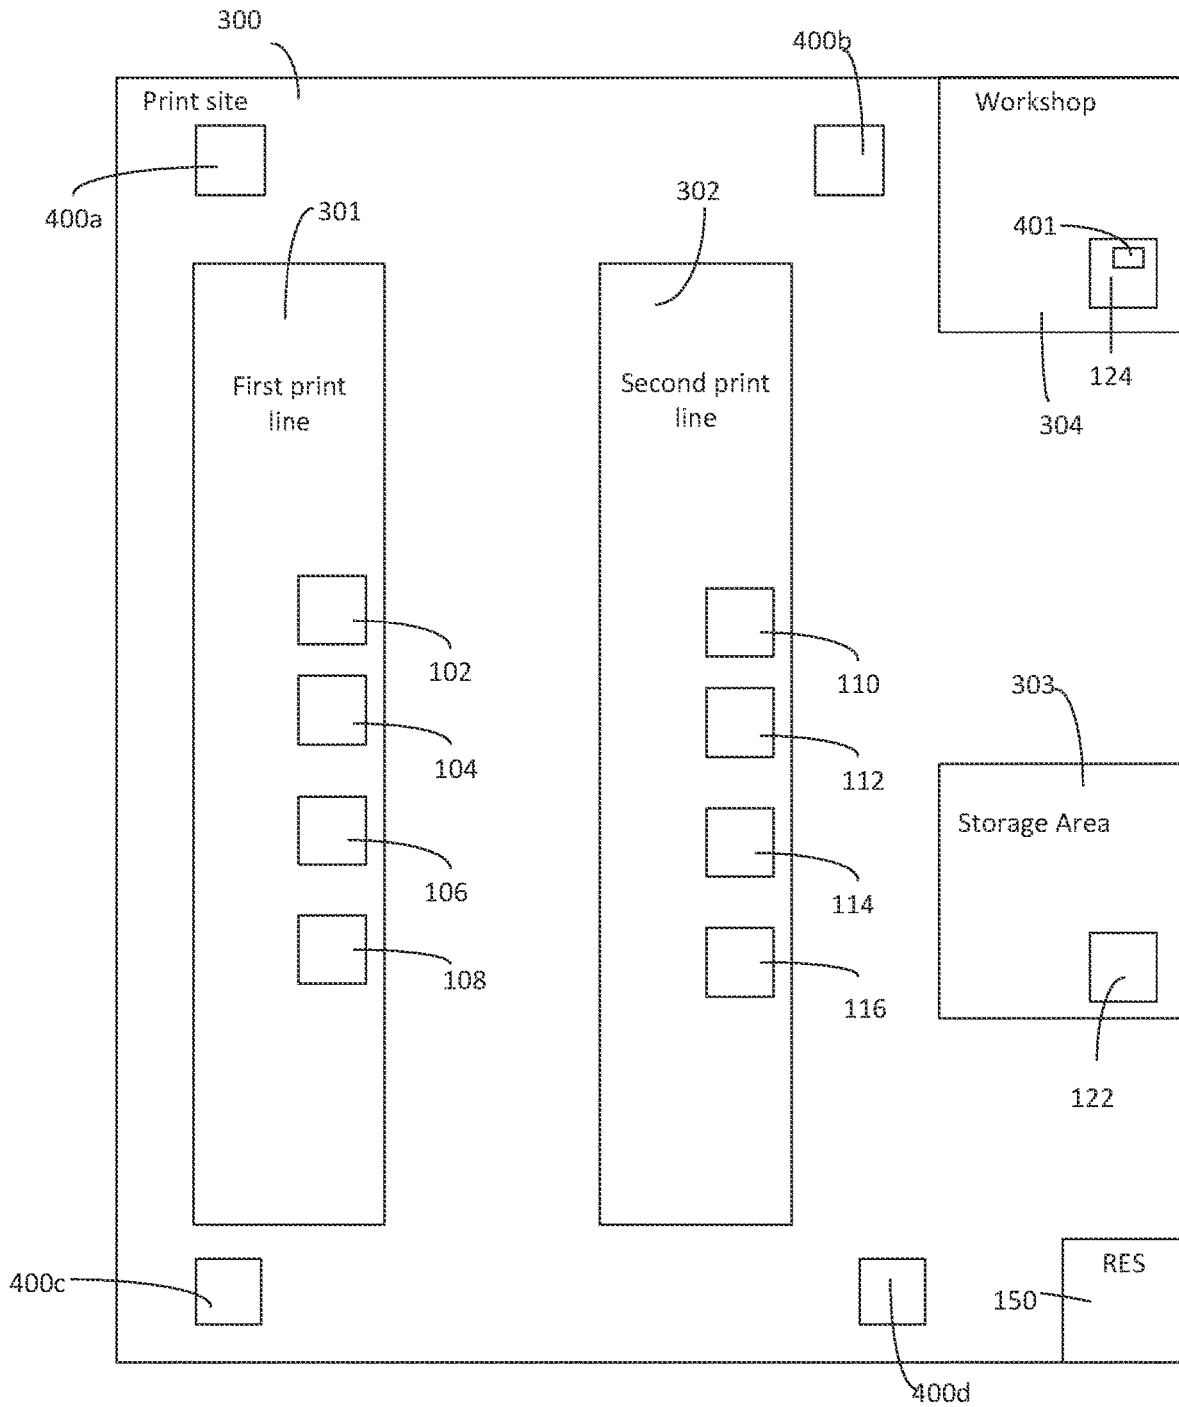 300
400b
Print site
Workshop
400a
301
302
401
124
304
First print
line
Second print
line
102
110
303
104
112
Storage Area
106
114
108
116
122
400c
RES
150
400d